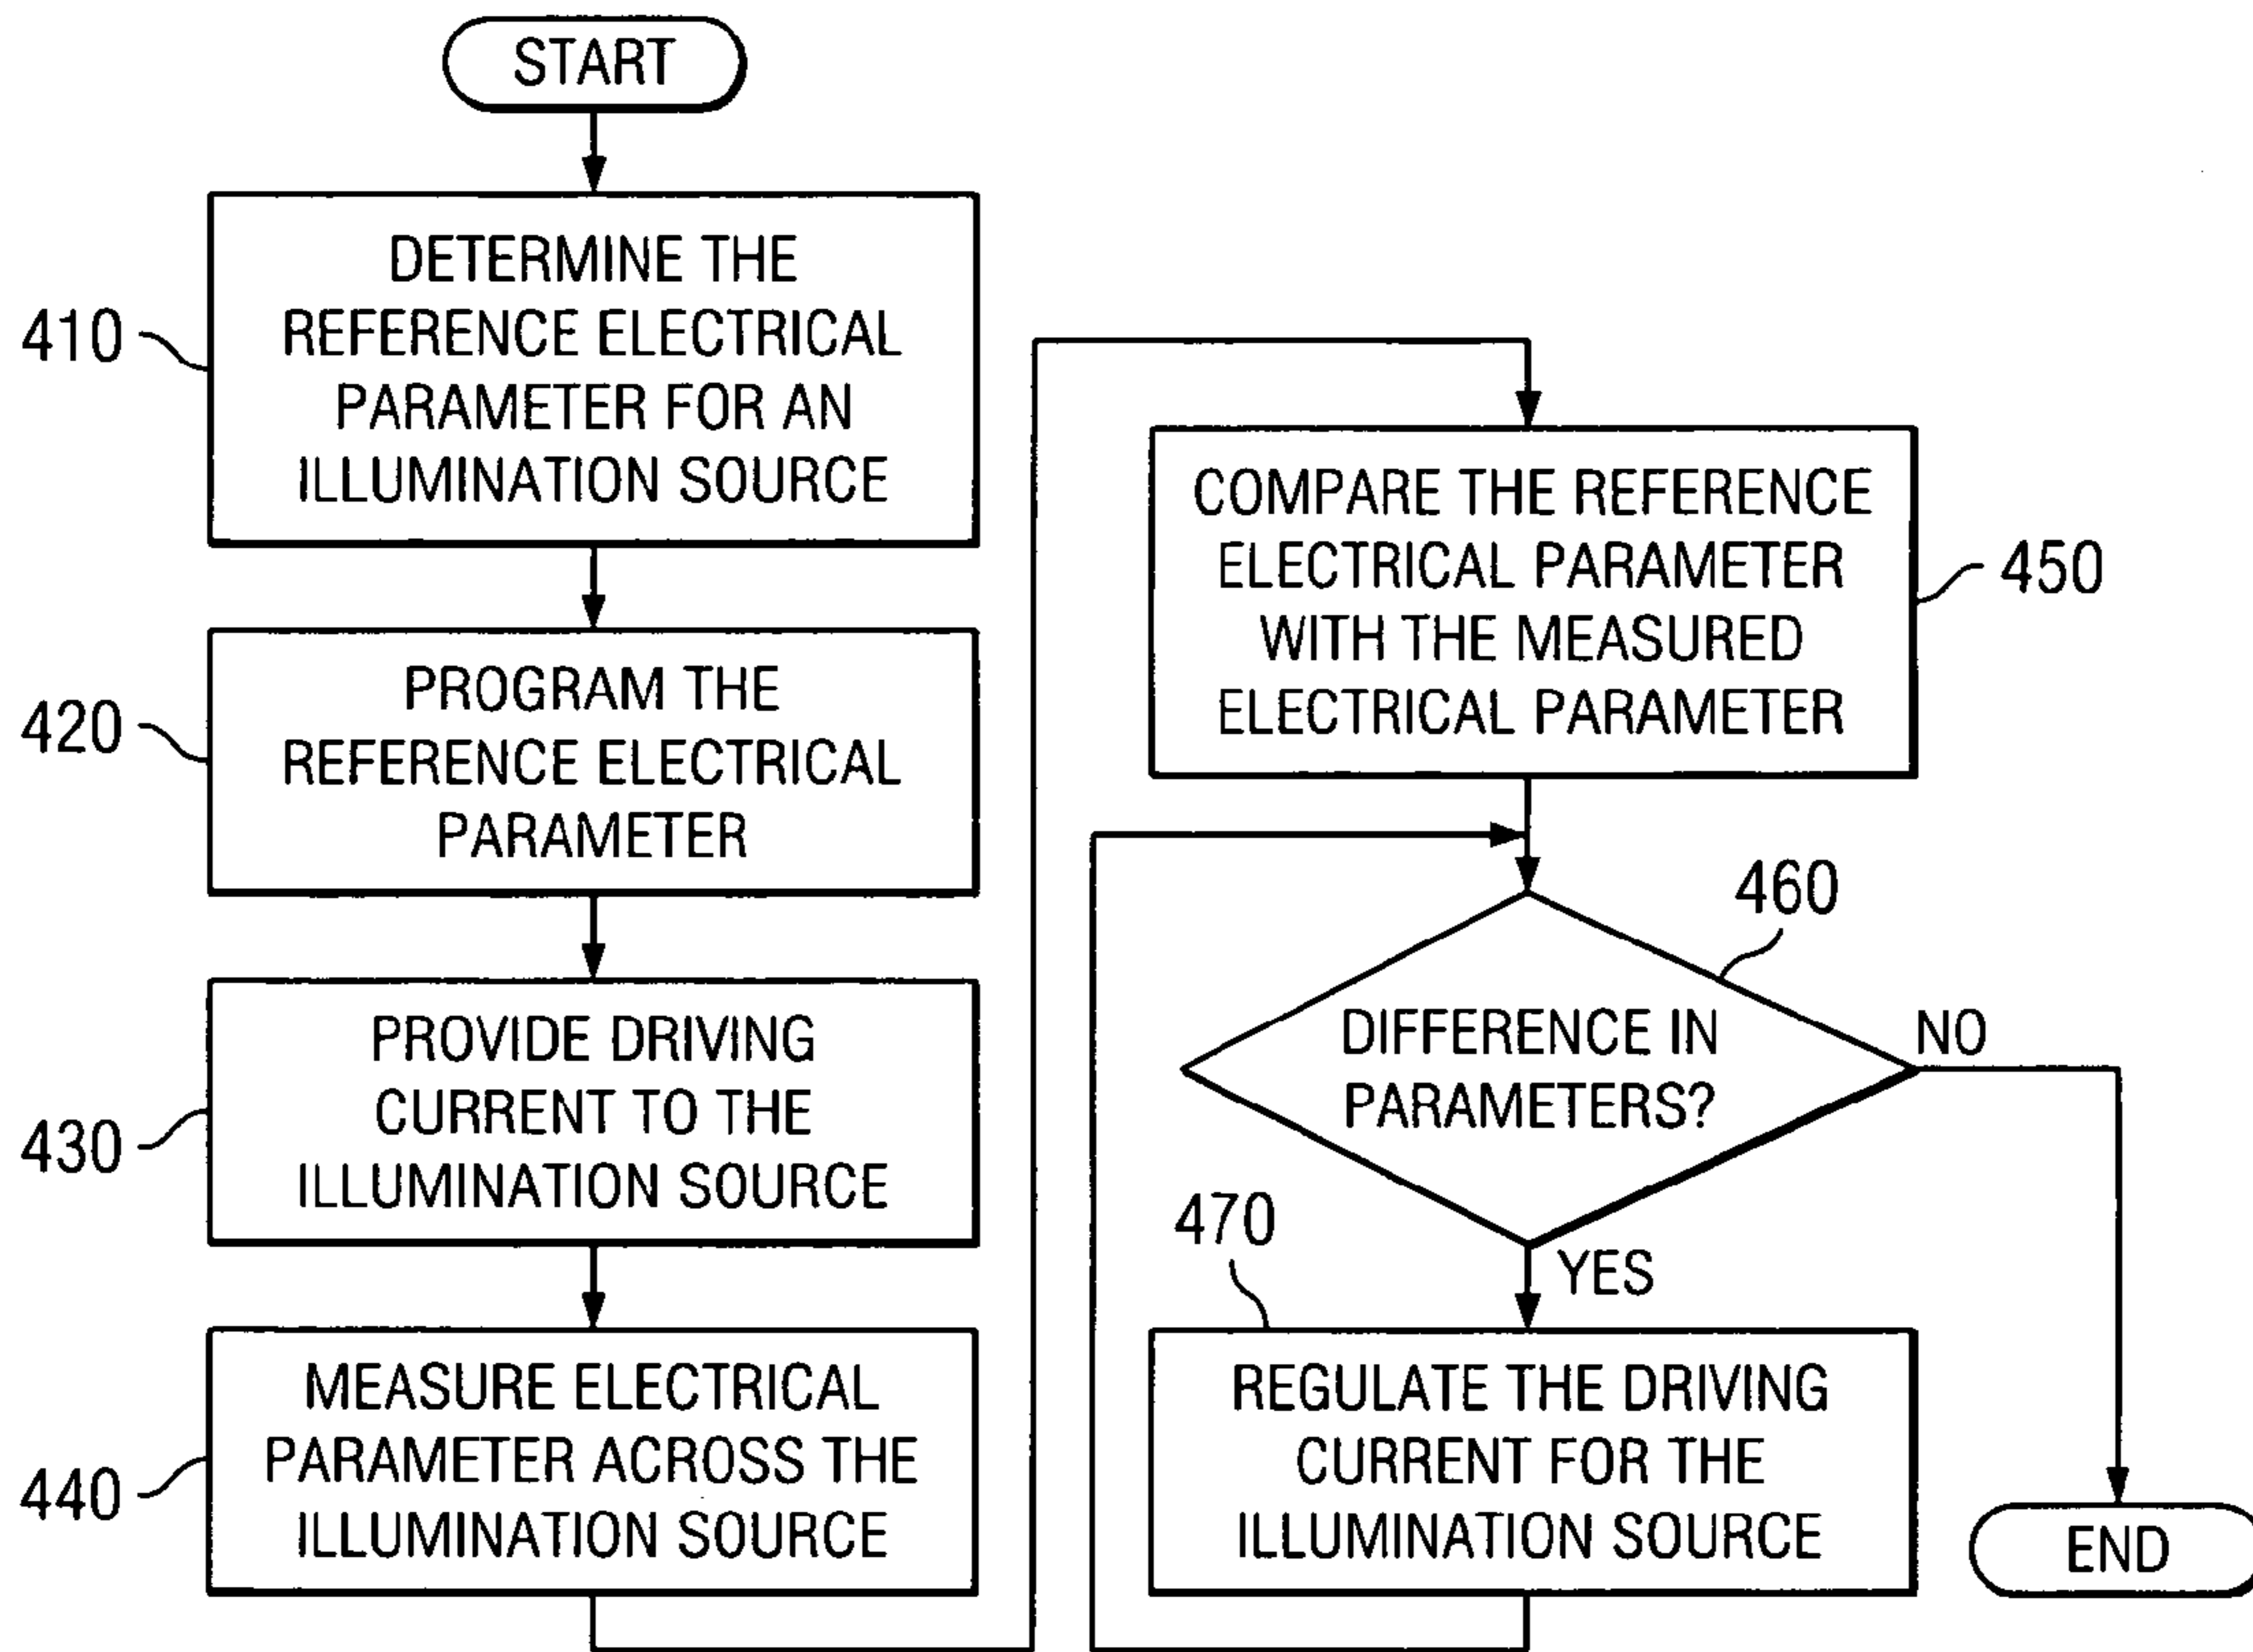 START
410
DETERMINE THE
REFERENCE ELECTRICAL
PARAMETER FOR AN
ILLUMINATION SOURCE
420
PROGRAM THE
REFERENCE ELECTRICAL
PARAMETER
430
PROVIDE DRIVING
CURRENT TO THE
ILLUMINATION SOURCE
440
MEASURE ELECTRICAL
PARAMETER ACROSS THE
ILLUMINATION SOURCE
COMPARE THE REFERENCE
ELECTRICAL PARAMETER
WITH THE MEASURED
ELECTRICAL PARAMETER
450
460
DIFFERENCE IN
PARAMETERS?
NO
YES
470
REGULATE THE DRIVING
CURRENT FOR THE
ILLUMINATION SOURCE
END